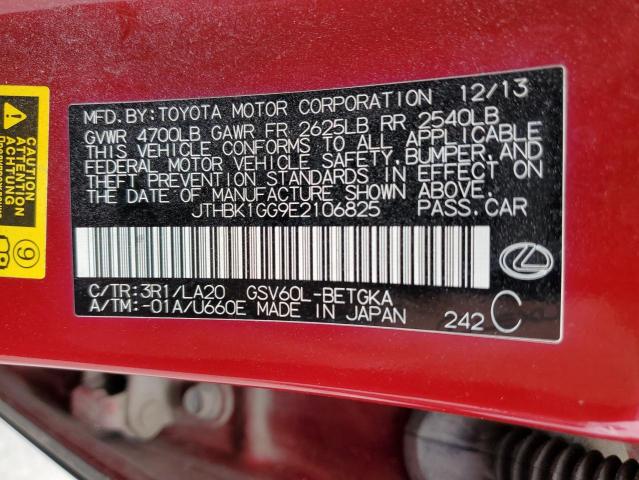 MFD. BY: TOYOTA MOTOR CORPORATION 12/13
GVWR 4700LB GAWR FR 2625LB RR 2540LB
THIS VEHICLE CONFORMS TO ALL APPLICABLE
FEDERAL MOTOR VEHICLE SAFETY, BUMPER, AND
THEFT PREVENTION STANDARDS IN EFFECT ON
THE DATE OF MANUFACTURE SHOWN ABOVE.
JTHBK1GG9E2106825 PASS. CAR
C/TR: 3R1/LA20 GSV60L-BETGKA
A/TM: -01A/U660E MADE IN JAPAN 242 C
CAUTION
ATTENTION
ACHTUNG
9